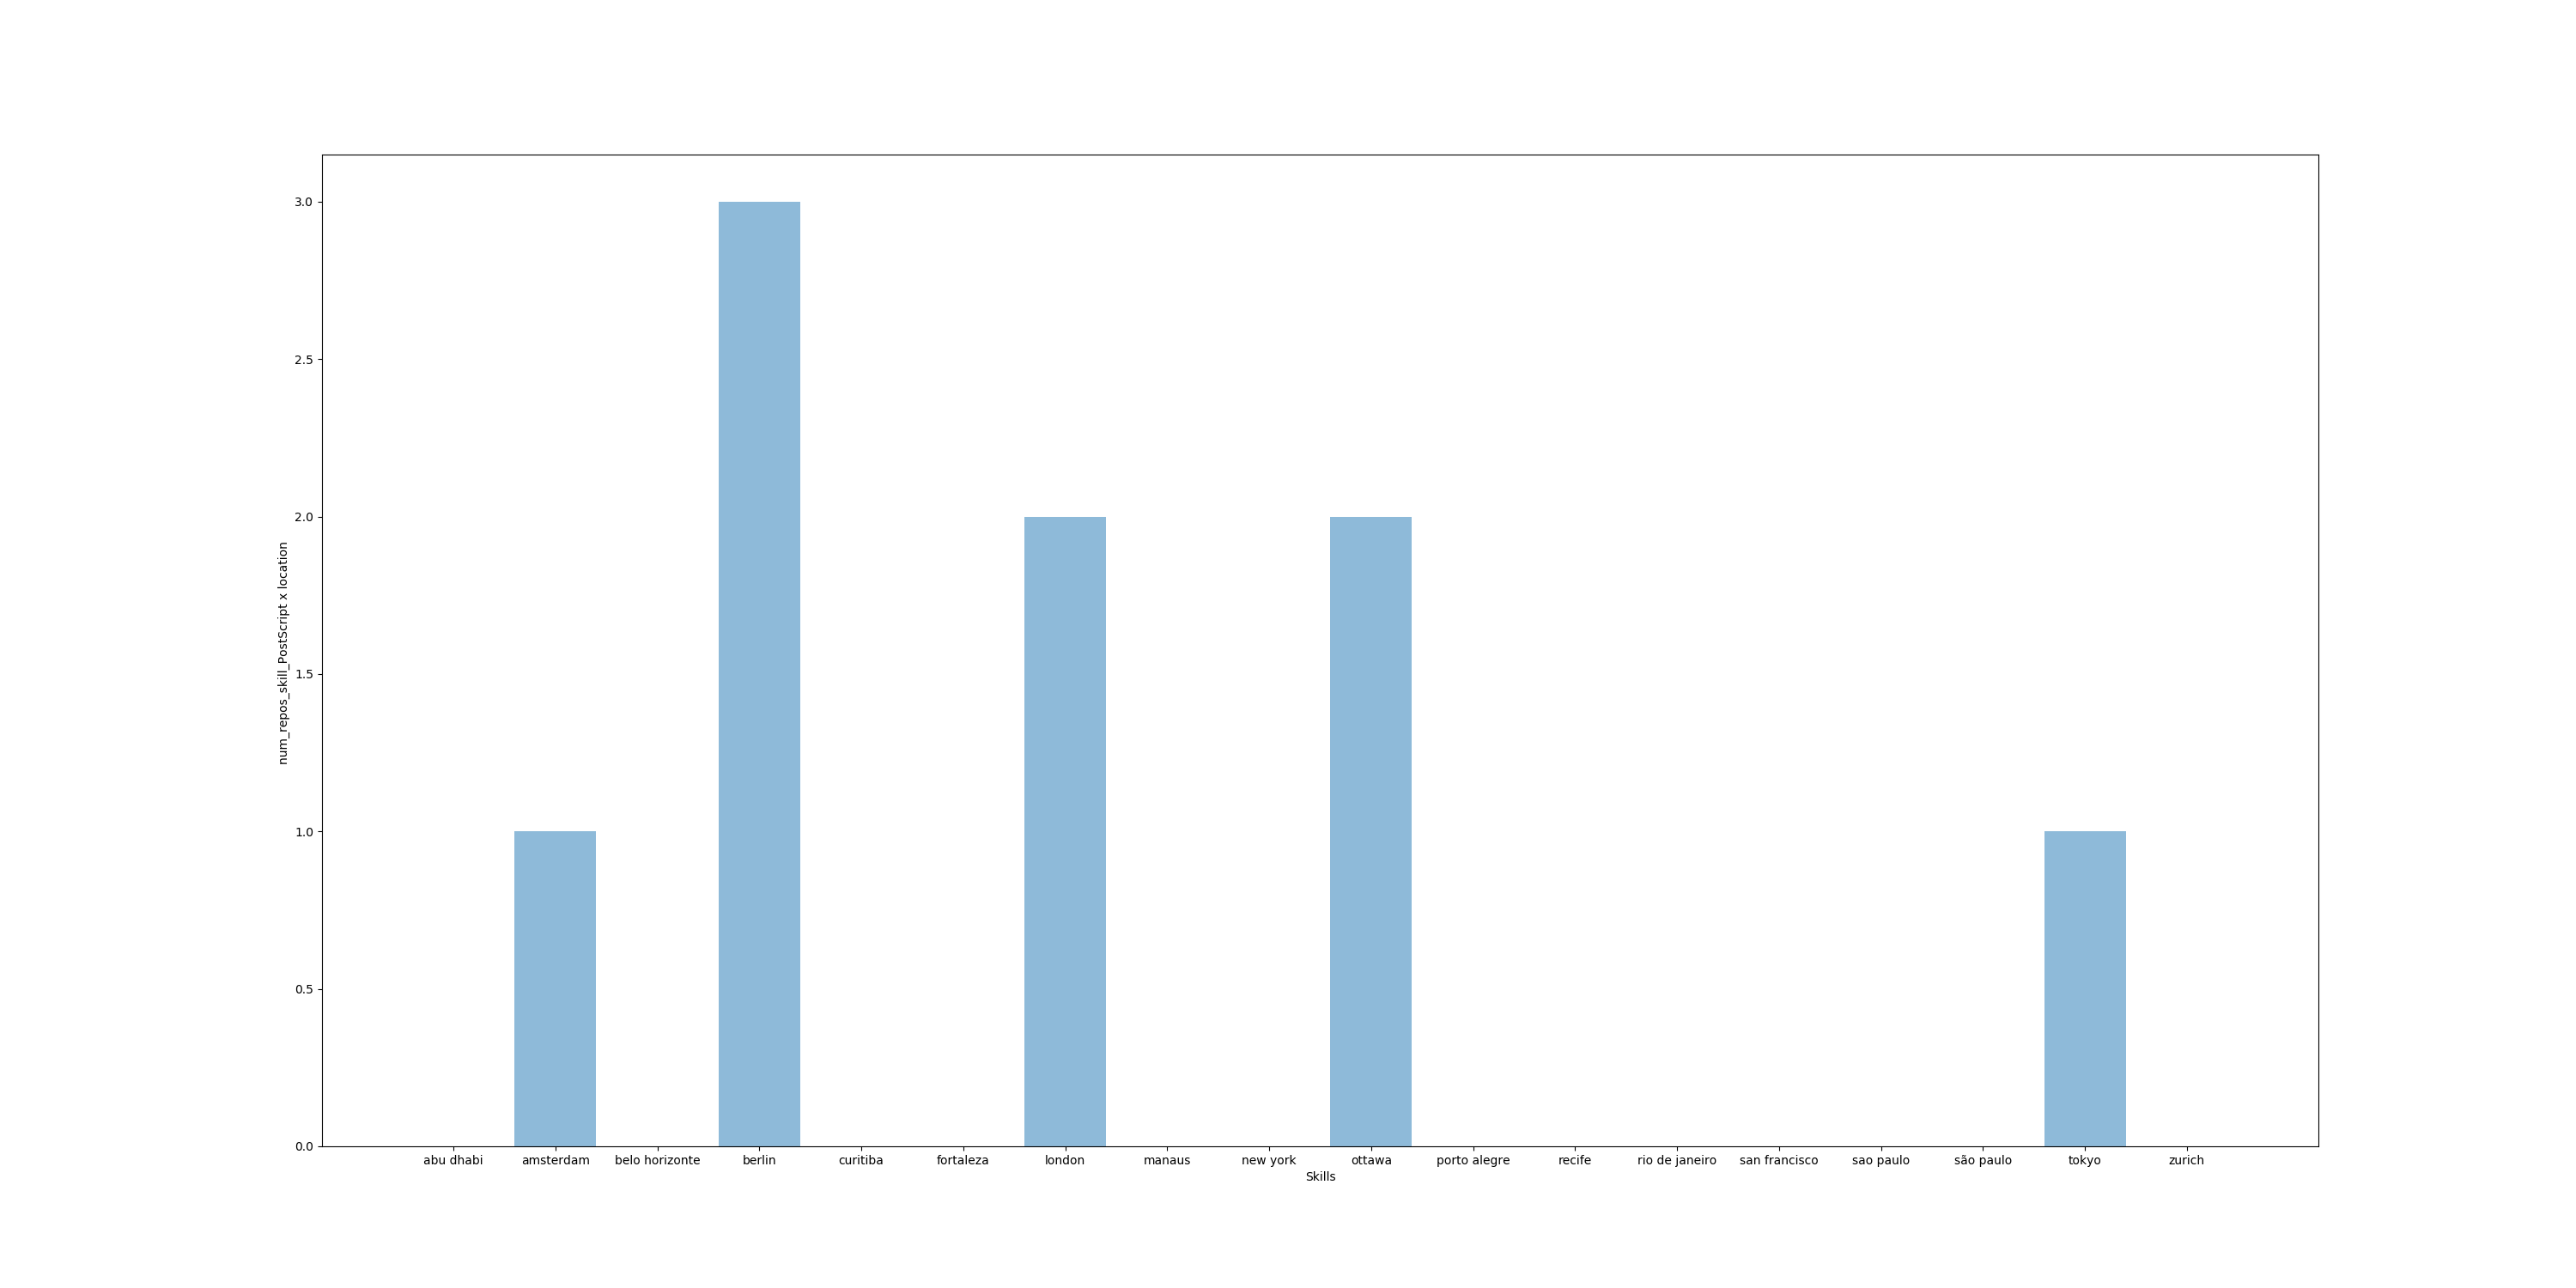 3.0
2.5
2.0
1.5
1.0
0.5
0.0
num_repos_skill_PostScript x location
abu dhabi amsterdam belo horizonte berlin curitiba fortaleza london manaus new york ottawa porto alegre recife rio de janeiro san francisco sao paulo são paulo tokyo zurich
Skills